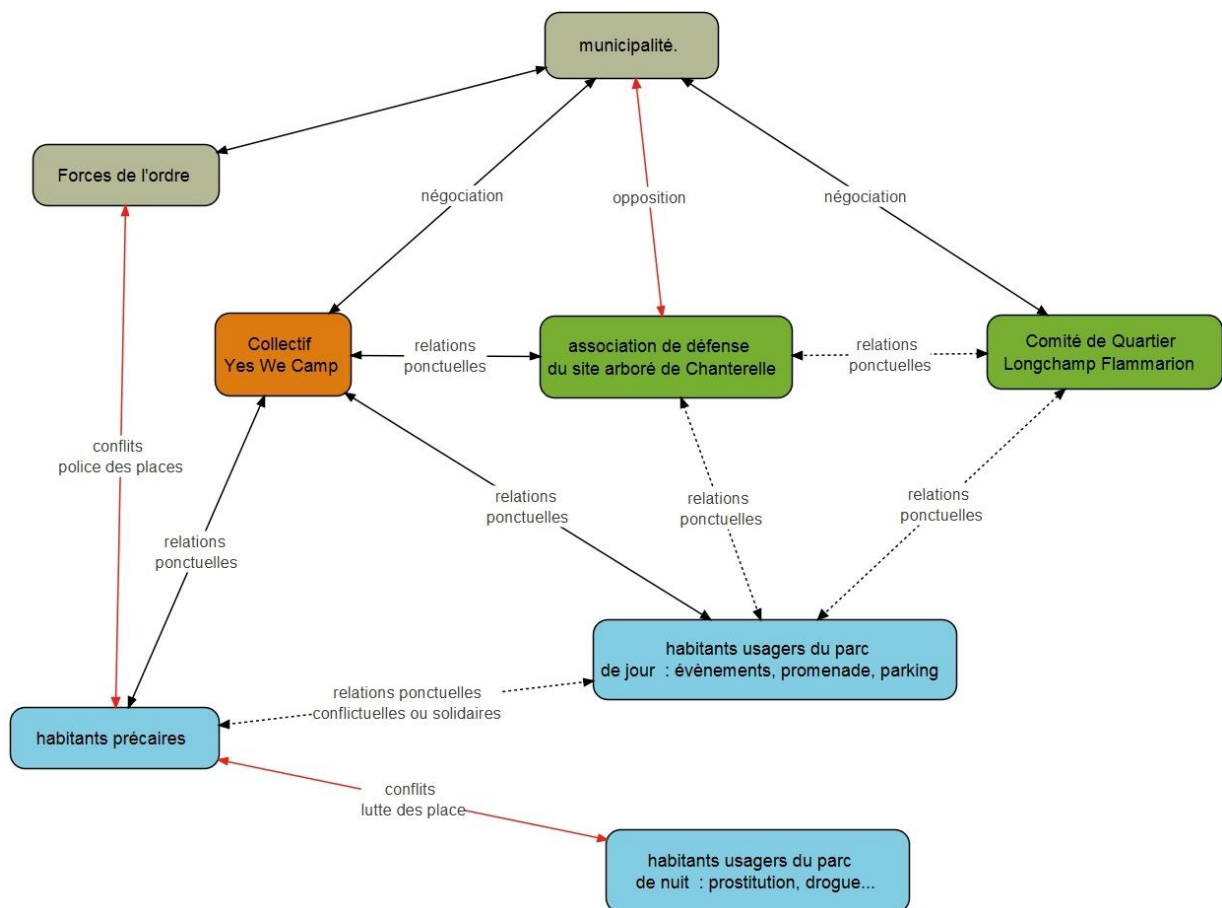 municipalité.
Forces de l'ordre
négociation
opposition
négociation
Collectif
Yes We Camp
relations
ponctuelles
association de défense
du site arboré de Chanterelle
relations
ponctuelles
Comité de Quartier
Longchamp Flammarion
conflits
police des places
relations
ponctuelles
relations
ponctuelles
relations
ponctuelles
relations
ponctuelles
habitants usagers du parc
de jour : évènements, promenade, parking
relations ponctuelles
conflictuelles ou solidaires
habitants précaires
conflits
lutte des place
habitants usagers du parc
de nuit : prostitution, drogue...